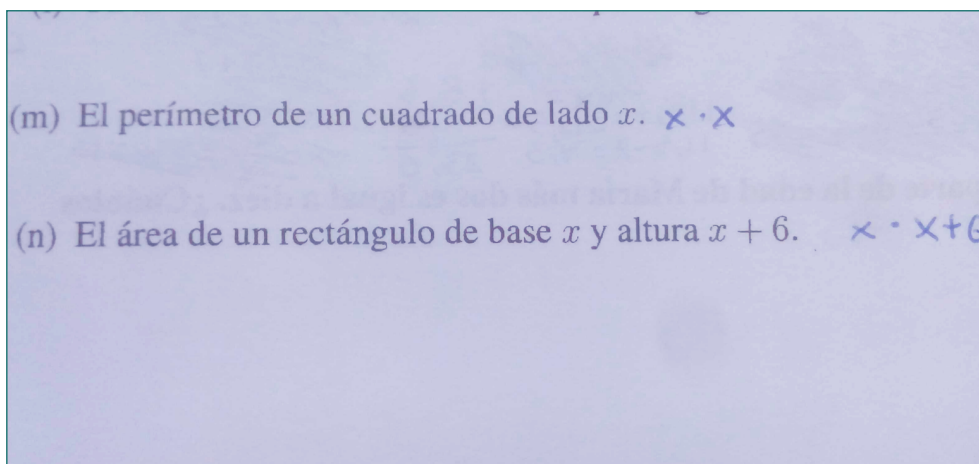 (m) El perímetro de un cuadrado de lado x. x · x
(n) El área de un rectángulo de base x y altura x + 6. x · x+6